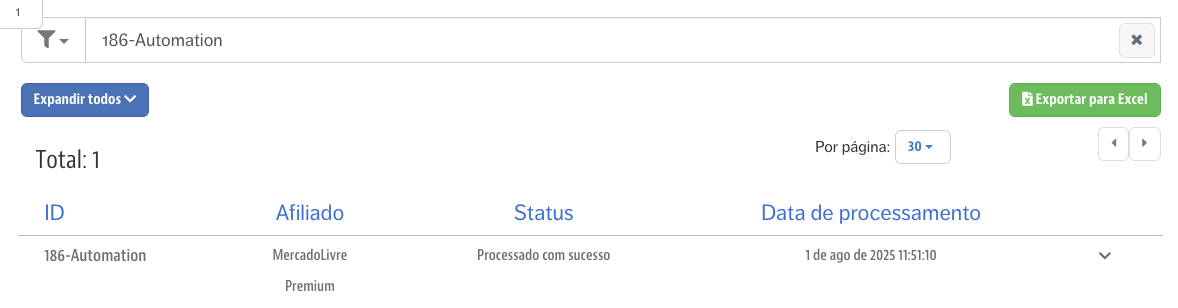 1
186-Automation
Expandir todos
Exportar para Excel
Por página: 30
Total: 1
ID Afiliado Status Data de processamento
186-Automation MercadoLivre Processado com sucesso 1 de ago de 2025 11:51:10
Premium